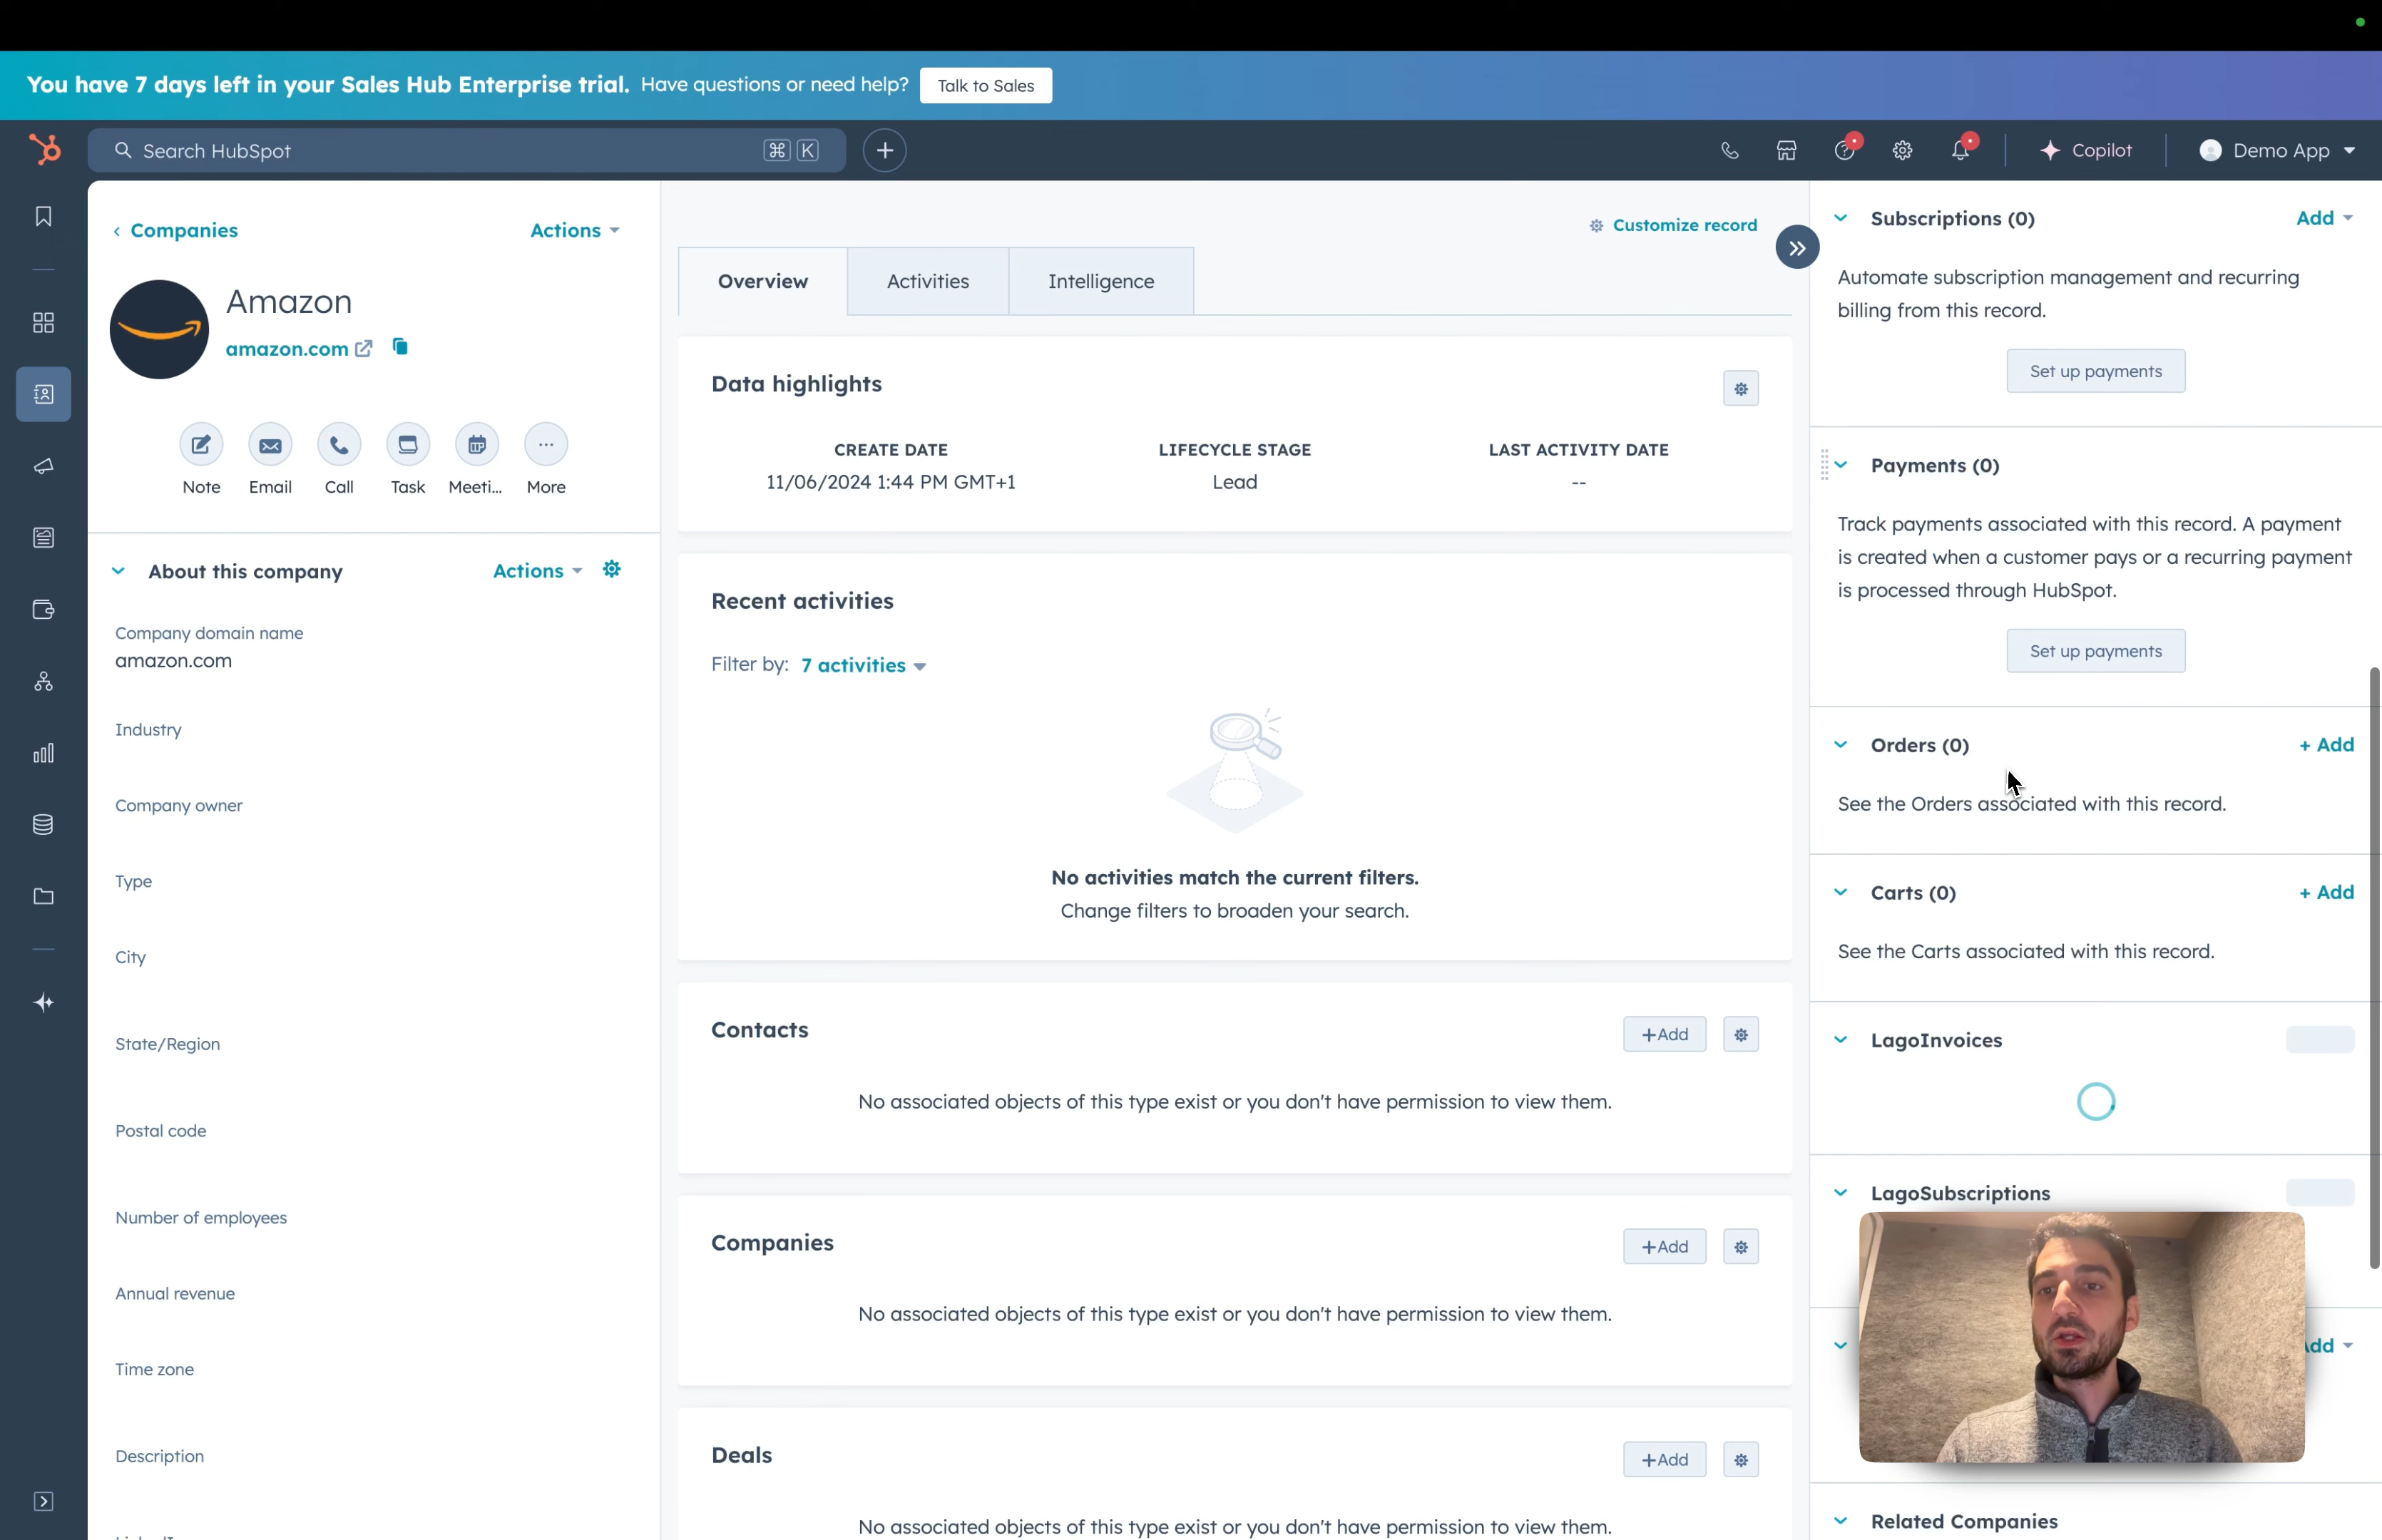 You have 7 days left in your Sales Hub Enterprise trial. Have questions or need help? Talk to Sales
Search HubSpot ⌘ K
Copilot
Demo App
Companies
Actions
Amazon
amazon.com
Note
Email
Call
Task
Meeti...
More
About this company
Actions
Company domain name
amazon.com
Industry
Company owner
Type
City
State/Region
Postal code
Number of employees
Annual revenue
Time zone
Description
Customize record
Overview
Activities
Intelligence
Data highlights
CREATE DATE
11/06/2024 1:44 PM GMT+1
LIFECYCLE STAGE
Lead
LAST ACTIVITY DATE
--
Recent activities
Filter by: 7 activities
No activities match the current filters.
Change filters to broaden your search.
Contacts
+Add
No associated objects of this type exist or you don't have permission to view them.
Companies
+Add
No associated objects of this type exist or you don't have permission to view them.
Deals
+Add
No associated objects of this type exist or you don't have permission to view them.
Subscriptions (0)
Add
Automate subscription management and recurring
billing from this record.
Set up payments
Payments (0)
Track payments associated with this record. A payment
is created when a customer pays or a recurring payment
is processed through HubSpot.
Set up payments
Orders (0)
+ Add
See the Orders associated with this record.
Carts (0)
+ Add
See the Carts associated with this record.
LagoInvoices
LagoSubscriptions
Related Companies